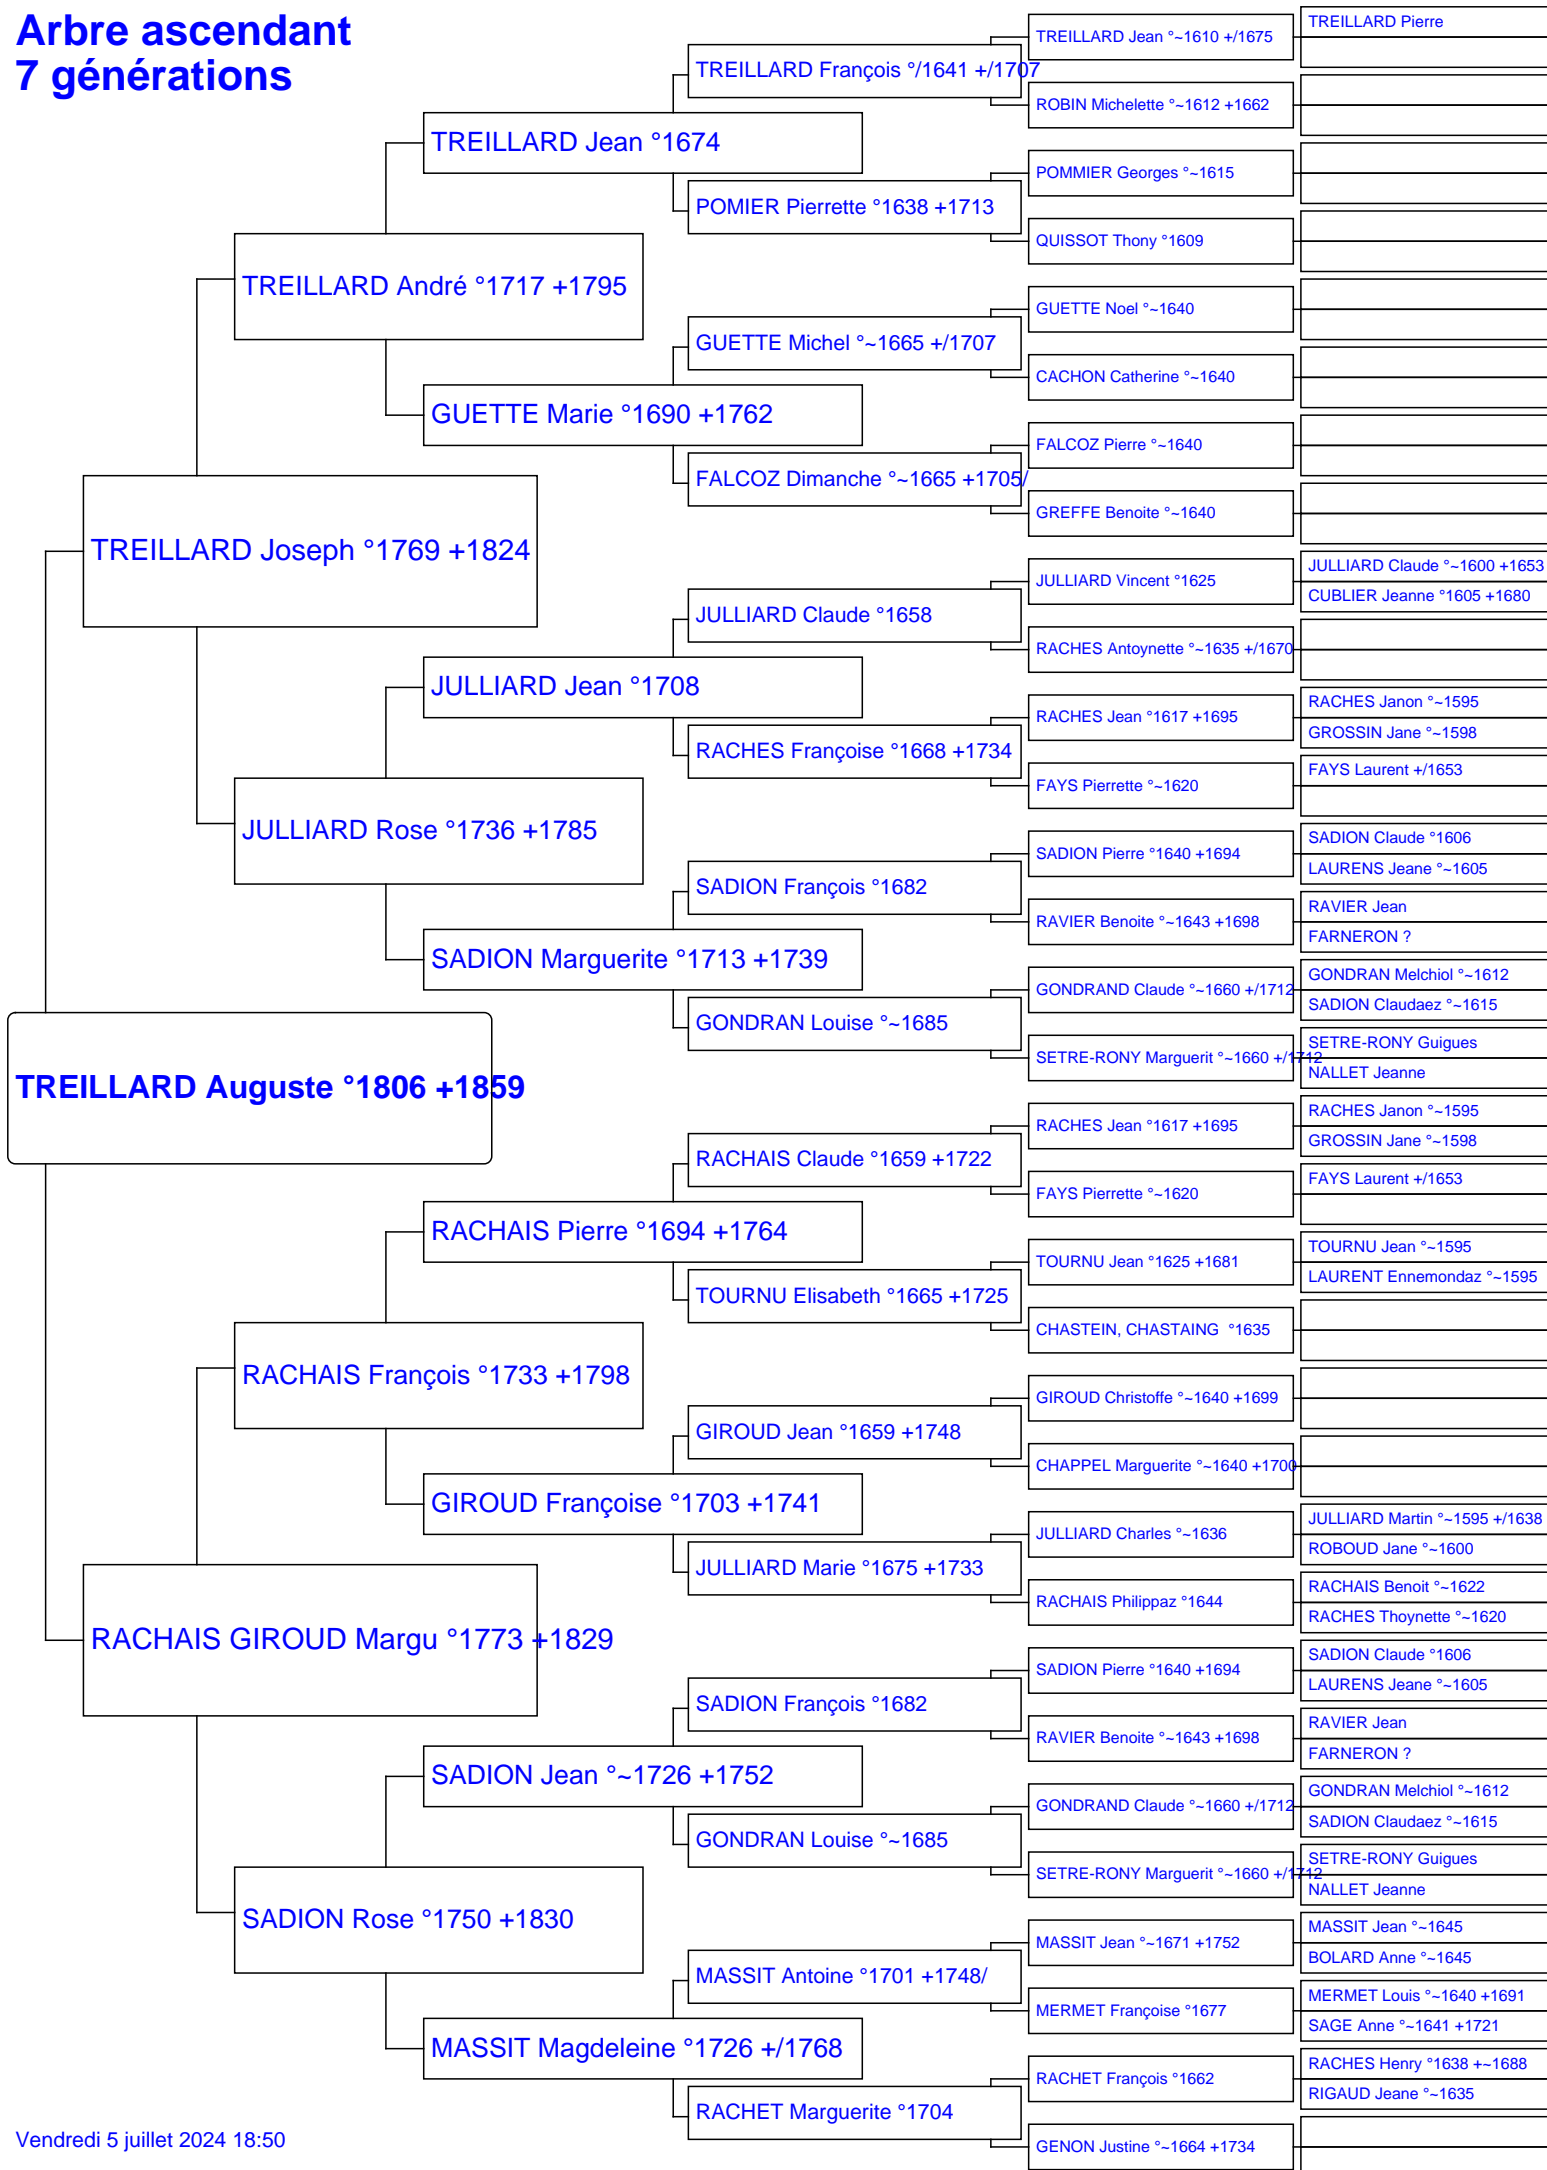 Arbre ascendant
7 générations
TREILLARD Auguste °1806 +1859
TREILLARD Joseph °1769 +1824
RACHAIS GIROUD Margu °1773 +1829
TREILLARD André °1717 +1795
JULLIARD Rose °1736 +1785
RACHAIS François °1733 +1798
SADION Rose °1750 +1830
TREILLARD Jean °1674
GUETTE Marie °1690 +1762
JULLIARD Jean °1708
SADION Marguerite °1713 +1739
RACHAIS Pierre °1694 +1764
GIROUD Françoise °1703 +1741
SADION Jean °~1726 +1752
MASSIT Magdeleine °1726 +/1768
TREILLARD François °/1641 +/1707
POMIER Pierrette °1638 +1713
GUETTE Michel °~1665 +/1707
FALCOZ Dimanche °~1665 +1705/
JULLIARD Claude °1658
RACHES Françoise °1668 +1734
SADION François °1682
GONDRAN Louise °~1685
RACHAIS Claude °1659 +1722
TOURNU Elisabeth °1665 +1725
GIROUD Jean °1659 +1748
JULLIARD Marie °1675 +1733
SADION François °1682
GONDRAN Louise °~1685
MASSIT Antoine °1701 +1748/
RACHET Marguerite °1704
TREILLARD Jean °~1610 +/1675
ROBIN Michelette °~1612 +1662
POMMIER Georges °~1615
QUISSOT Thony °1609
GUETTE Noel °~1640
CACHON Catherine °~1640
FALCOZ Pierre °~1640
GREFFE Benoite °~1640
JULLIARD Vincent °1625
RACHES Antoynette °~1635 +/1670
RACHES Jean °1617 +1695
FAYS Pierrette °~1620
SADION Pierre °1640 +1694
RAVIER Benoite °~1643 +1698
GONDRAND Claude °~1660 +/1712
SETRE-RONY Marguerit °~1660 +/1712
RACHES Jean °1617 +1695
FAYS Pierrette °~1620
TOURNU Jean °1625 +1681
CHASTEIN, CHASTAING °1635
GIROUD Christoffe °~1640 +1699
CHAPPEL Marguerite °~1640 +1700
JULLIARD Charles °~1636
RACHAIS Philippaz °1644
SADION Pierre °1640 +1694
RAVIER Benoite °~1643 +1698
GONDRAND Claude °~1660 +/1712
SETRE-RONY Marguerit °~1660 +/1712
MASSIT Jean °~1671 +1752
MERMET Françoise °1677
RACHET François °1662
GENON Justine °~1664 +1734
TREILLARD Pierre
JULLIARD Claude °~1600 +1653
CUBLIER Jeanne °1605 +1680
RACHES Janon °~1595
GROSSIN Jane °~1598
FAYS Laurent +/1653
SADION Claude °1606
LAURENS Jeane °~1605
RAVIER Jean
FARNERON ?
GONDRAN Melchiol °~1612
SADION Claudaez °~1615
SETRE-RONY Guigues
NALLET Jeanne
RACHES Janon °~1595
GROSSIN Jane °~1598
FAYS Laurent +/1653
TOURNU Jean °~1595
LAURENT Ennemondaz °~1595
JULLIARD Martin °~1595 +/1638
ROBOUD Jane °~1600
RACHAIS Benoit °~1622
RACHES Thoynette °~1620
SADION Claude °1606
LAURENS Jeane °~1605
RAVIER Jean
FARNERON ?
GONDRAN Melchiol °~1612
SADION Claudaez °~1615
SETRE-RONY Guigues
NALLET Jeanne
MASSIT Jean °~1645
BOLARD Anne °~1645
MERMET Louis °~1640 +1691
SAGE Anne °~1641 +1721
RACHES Henry °1638 +~1688
RIGAUD Jeane °~1635
Vendredi 5 juillet 2024 18:50